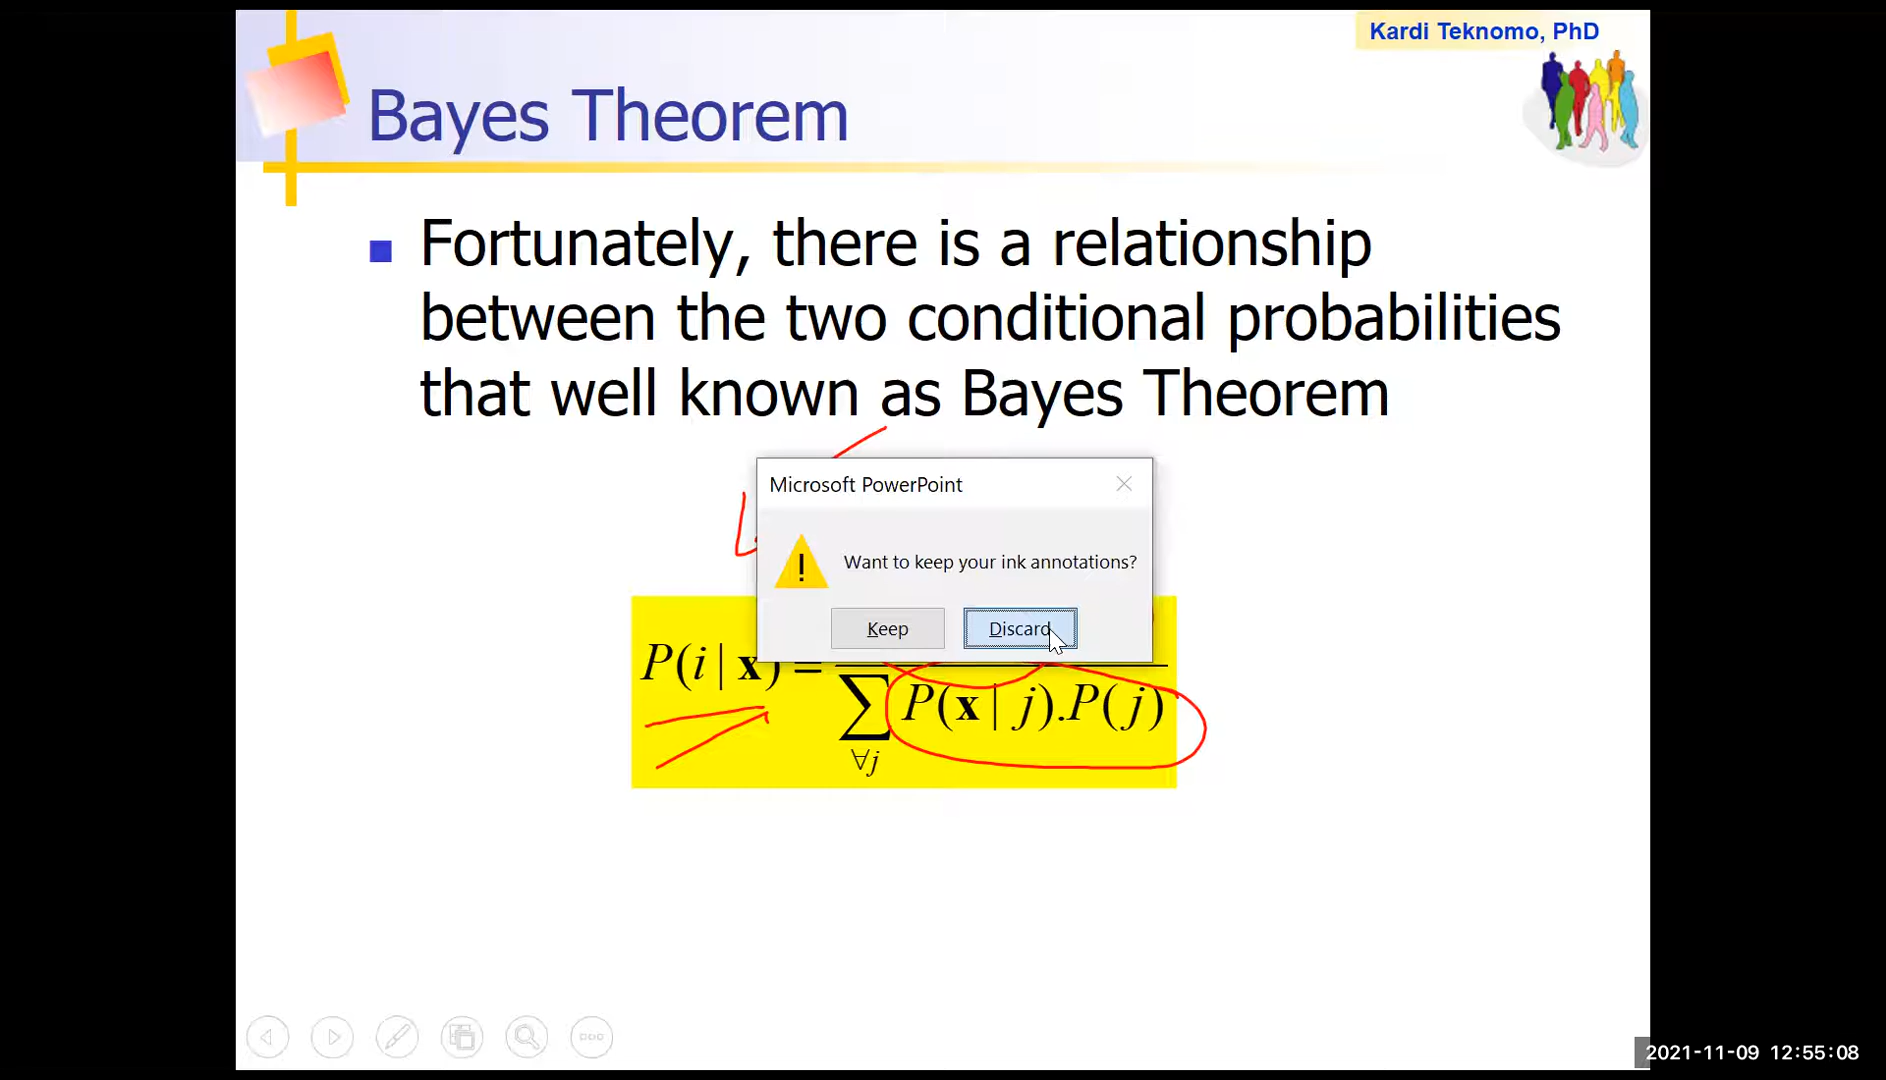 Kardi Teknomo, PhD
Bayes Theorem
Fortunately, there is a relationship
between the two conditional probabilities
that well known as Bayes Theorem
Microsoft PowerPoint
Want to keep your ink annotations?
Keep Discard
P(i | x) =
∑ P(x | j).P(j)
∀j
2021-11-09 12:55:08